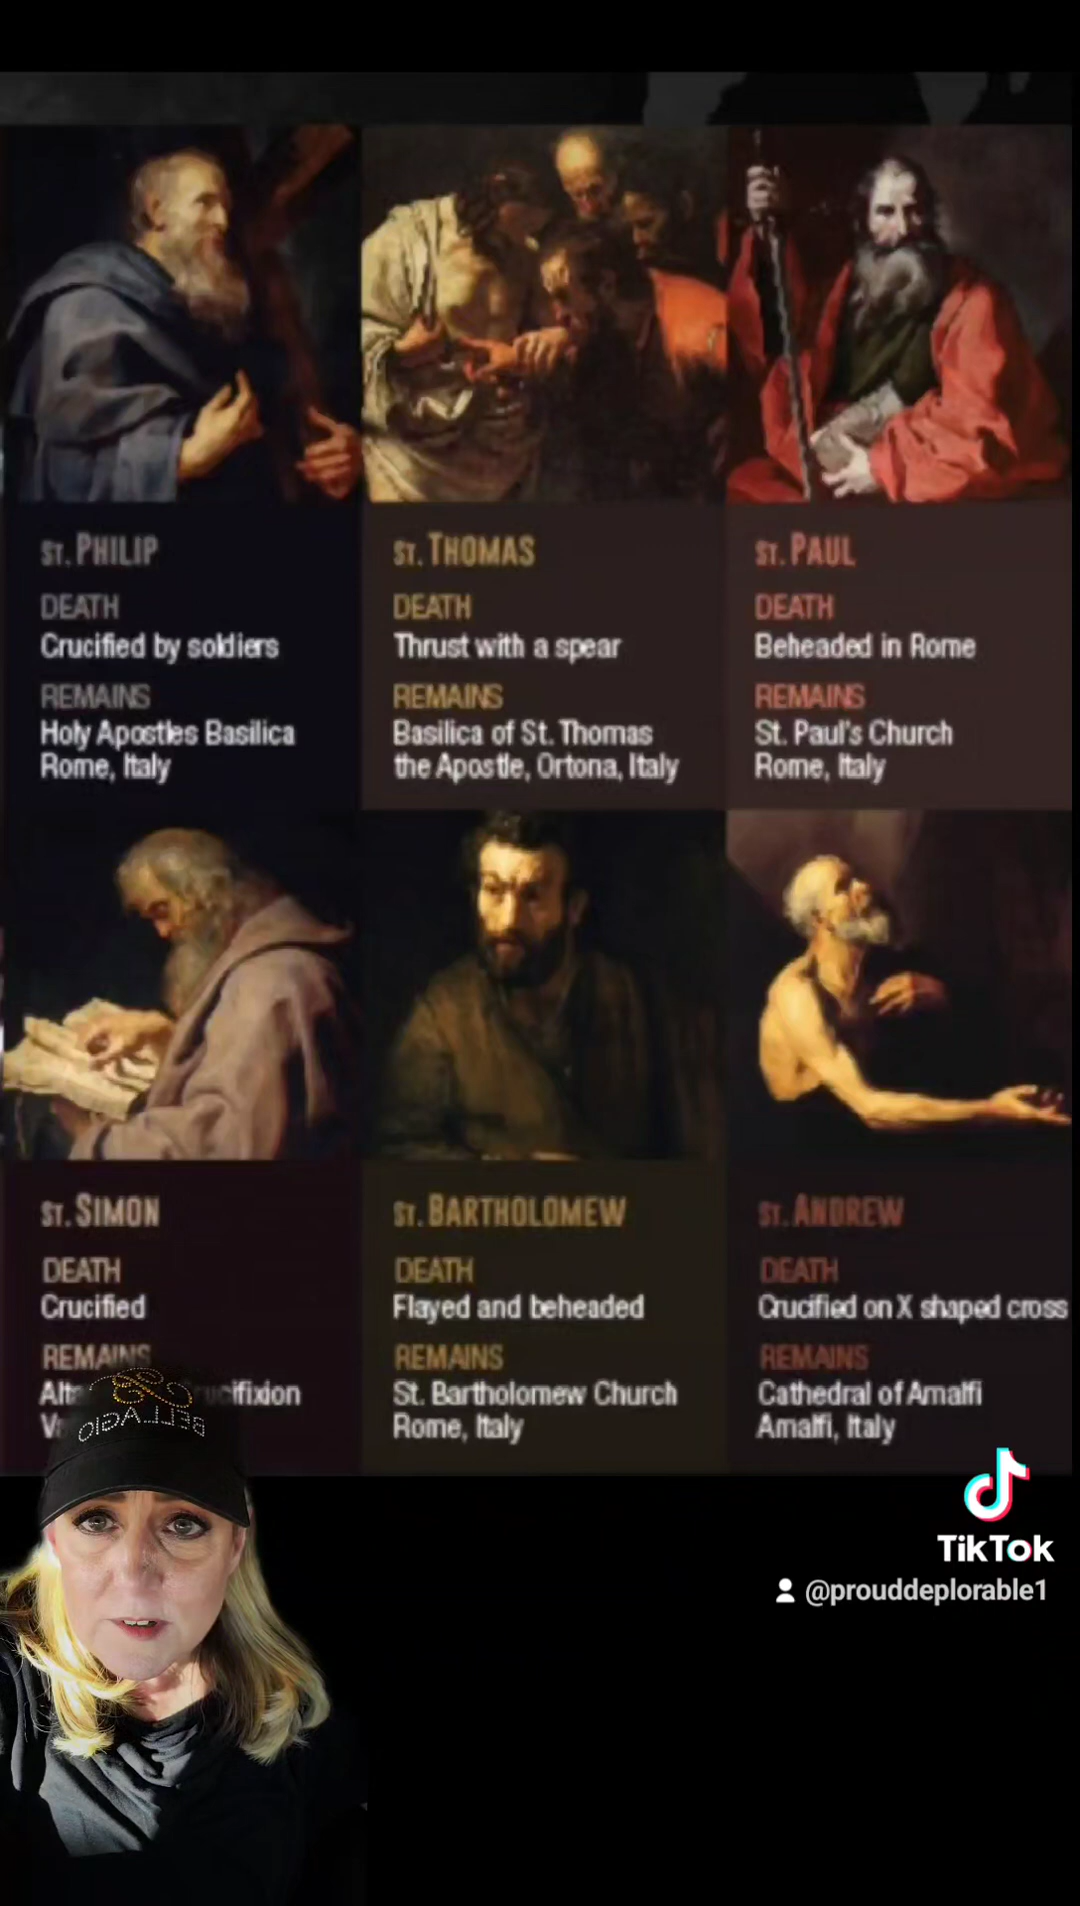 ST. PHILIP
DEATH
Crucified by soldiers
REMAINS
Holy Apostles Basilica
Rome, Italy
ST. THOMAS
DEATH
Thrust with a spear
REMAINS
Basilica of St. Thomas
the Apostle, Ortona, Italy
ST. PAUL
DEATH
Beheaded in Rome
REMAINS
St. Paul's Church
Rome, Italy
ST. SIMON
DEATH
Crucified
REMAINS
ST. BARTHOLOMEW
DEATH
Flayed and beheaded
REMAINS
St. Bartholomew Church
Rome, Italy
ST. ANDREW
DEATH
Crucified on X shaped cross
REMAINS
Cathedral of Amalfi
Amalfi, Italy
BELLAGIO
TikTok
@prouddeplorable1